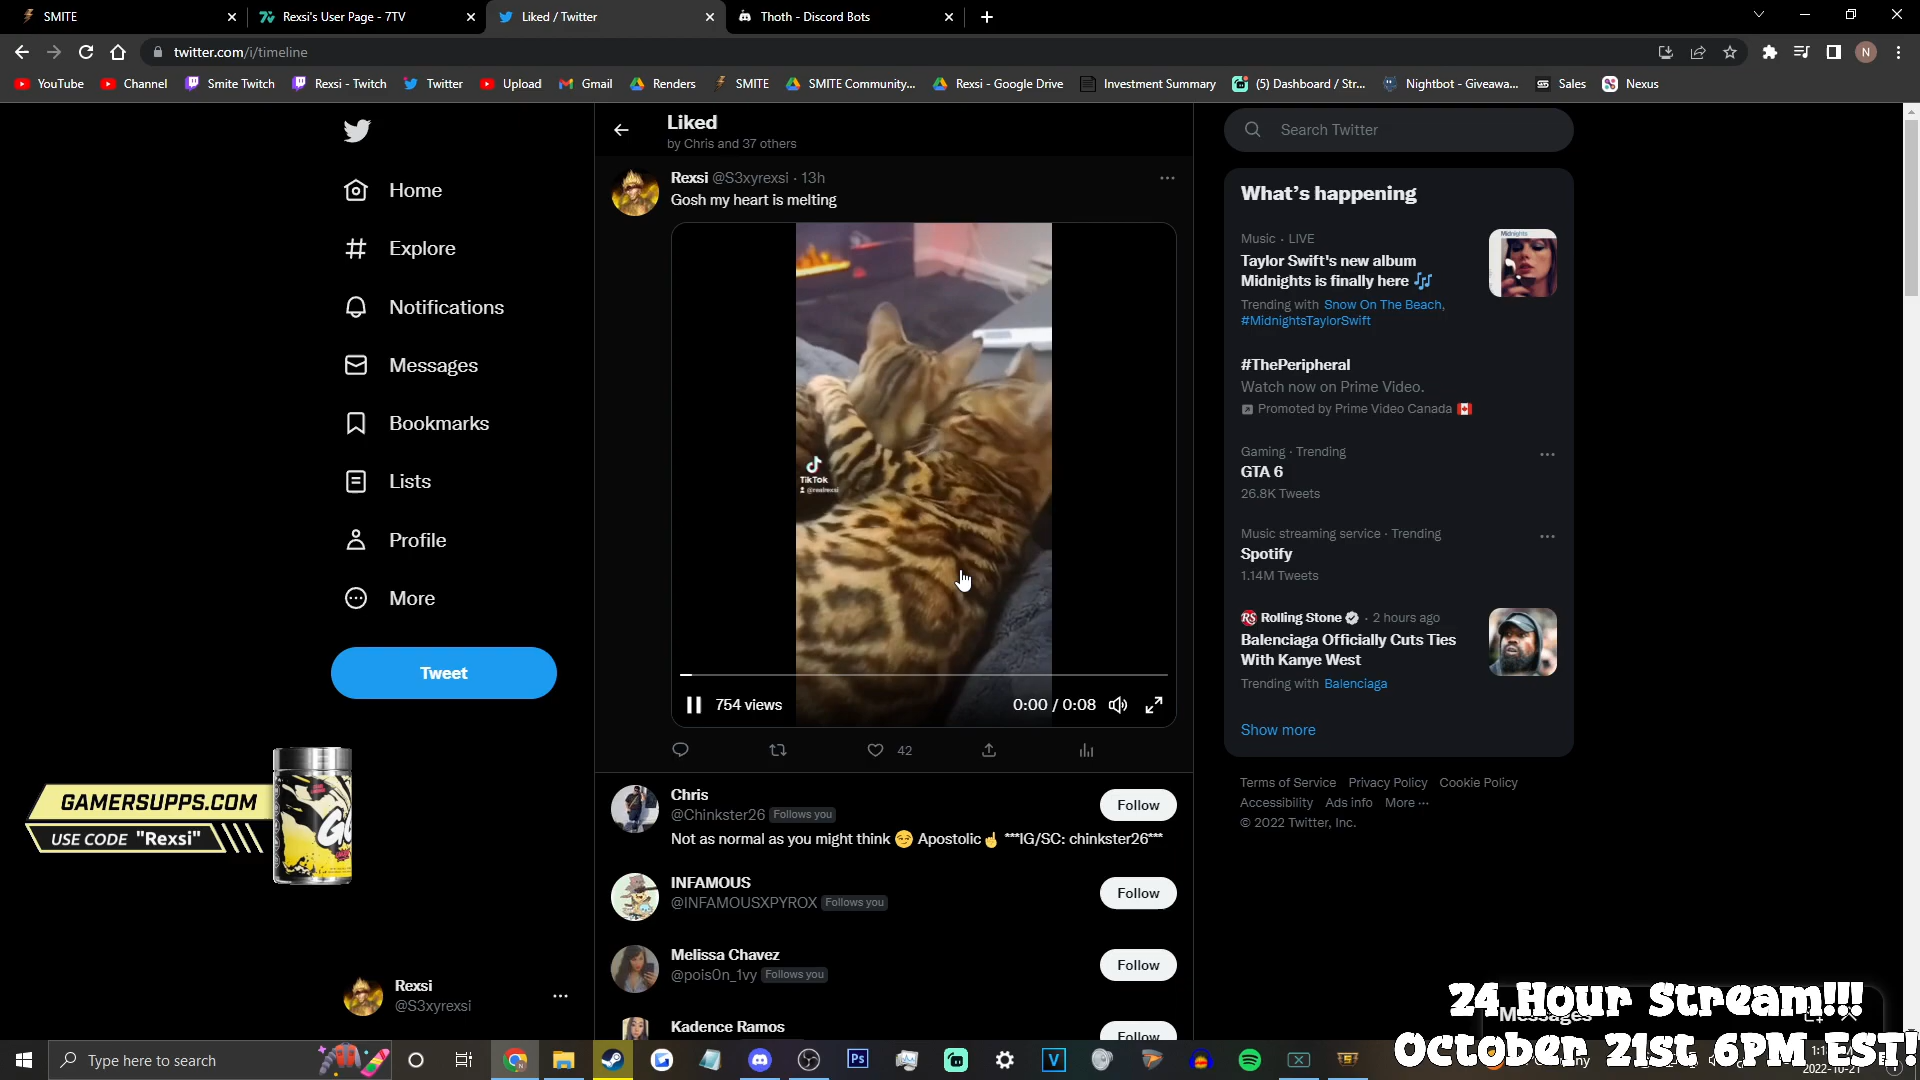 SMITE
Rexsi's User Page - 7TV
Liked / Twitter
Thoth - Discord Bots
twitter.com/i/timeline
N
YouTube
Channel
Smite Twitch
Rexsi - Twitch
Twitter
Upload
Gmail
Renders
SMITE
SMITE Community...
Rexsi - Google Drive
Investment Summary
(5) Dashboard / Str...
Nightbot - Giveawa...
Sales
Nexus
Home
Explore
Notifications
Messages
Bookmarks
Lists
Profile
More
Tweet
GAMERSUPPS.COM
USE CODE "Rexsi"
Rexsi
@S3xyrexsi
Liked
by Chris and 37 others
Rexsi @S3xyrexsi · 13h
Gosh my heart is melting
TikTok
@realrexsi
754 views
0:00 / 0:08
42
Chris
@Chinkster26 Follows you
Not as normal as you might think 😏 Apostolic☝ ***IG/SC: chinkster26***
Follow
INFAMOUS
@INFAMOUSXPYROX Follows you
Follow
Melissa Chavez
@pois0n_1vy Follows you
Follow
Kadence Ramos
Follow
Search Twitter
What's happening
Music · LIVE
Taylor Swift's new album
Midnights is finally here 🎶
Trending with Snow On The Beach,
#MidnightsTaylorSwift
Midnights
#ThePeripheral
Watch now on Prime Video.
Promoted by Prime Video Canada 🇨🇦
Gaming · Trending
GTA 6
26.8K Tweets
Music streaming service · Trending
Spotify
1.14M Tweets
RS Rolling Stone · 2 hours ago
Balenciaga Officially Cuts Ties
With Kanye West
Trending with Balenciaga
Show more
Terms of Service Privacy Policy Cookie Policy
Accessibility Ads info More ···
© 2022 Twitter, Inc.
Messages
24 Hour Stream!!!
October 21st 6PM EST!
Type here to search
Ps
V
2022-10-21